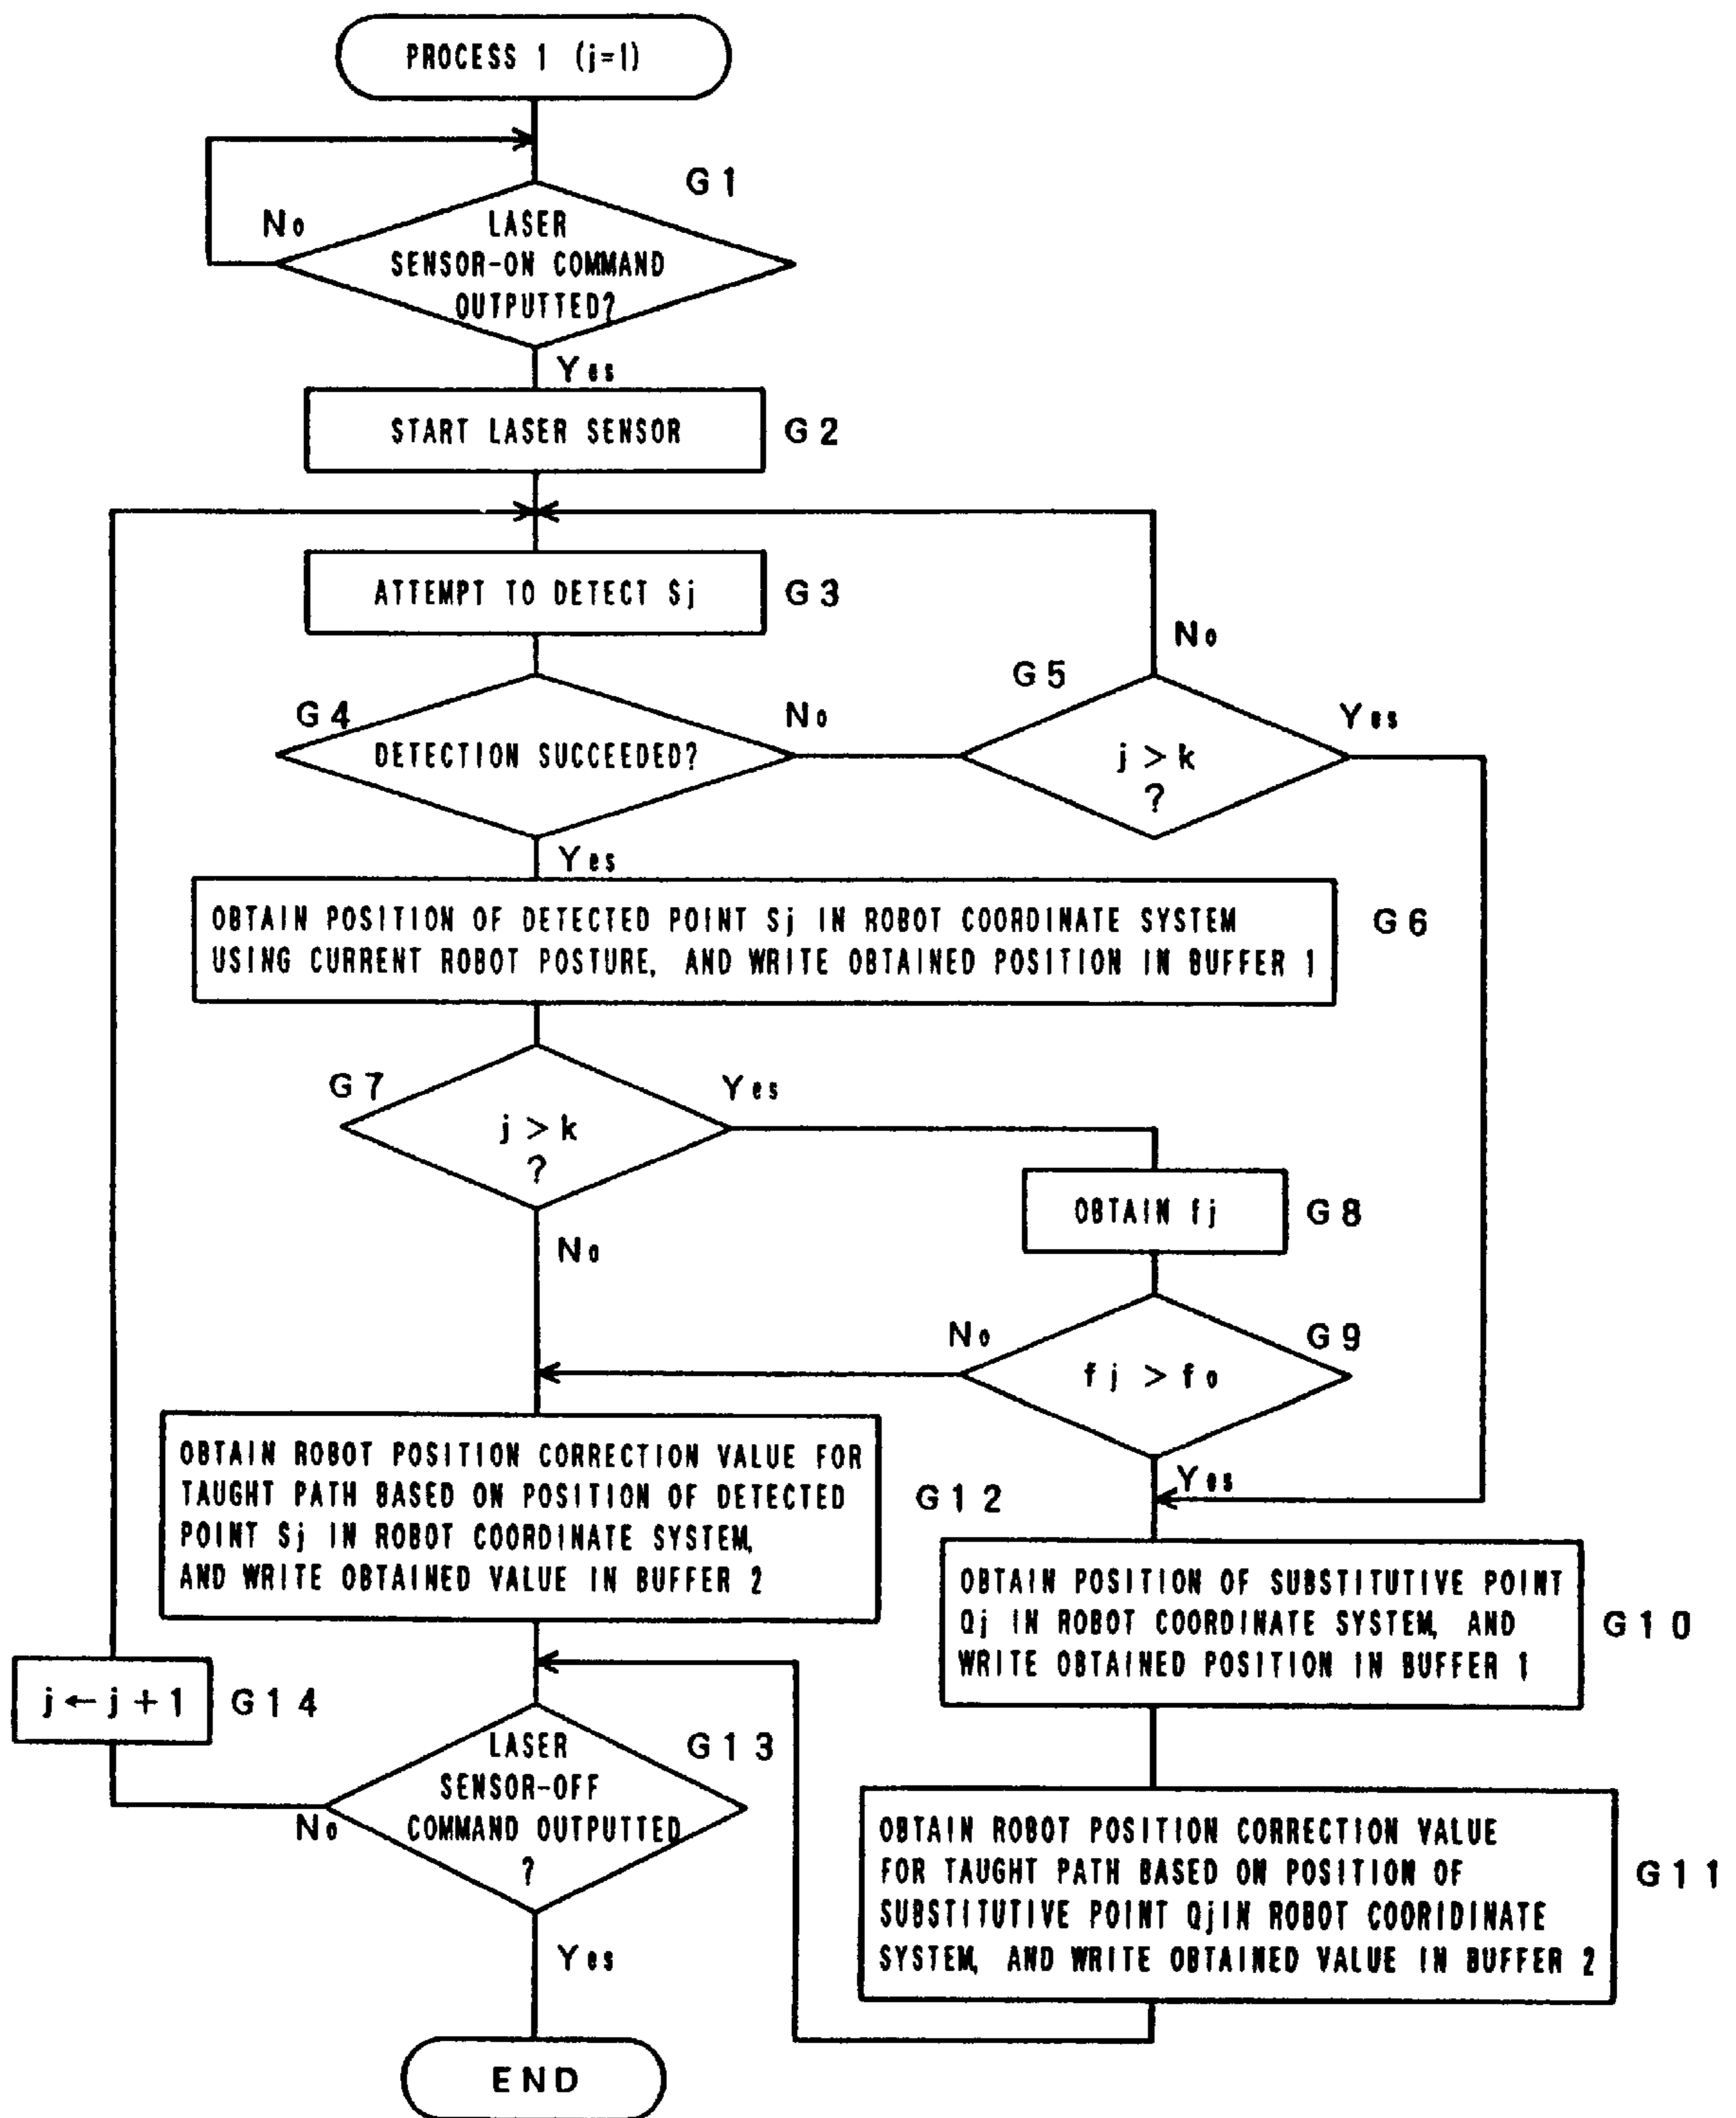 PROCESS 1 (j=1)
G1
No
LASER
SENSOR-ON COMMAND
OUTPUTTED?
Yes
START LASER SENSOR
G2
ATTEMPT TO DETECT Sj
G3
No
G5
G4
No
Yes
DETECTION SUCCEEDED?
j > k
?
Yes
OBTAIN POSITION OF DETECTED POINT Sj IN ROBOT COORDINATE SYSTEM
USING CURRENT ROBOT POSTURE, AND WRITE OBTAINED POSITION IN BUFFER 1
G6
G7
Yes
j > k
?
No
OBTAIN fj
G8
No
G9
fj > f0
Yes
OBTAIN ROBOT POSITION CORRECTION VALUE FOR
TAUGHT PATH BASED ON POSITION OF DETECTED
POINT Sj IN ROBOT COORDINATE SYSTEM,
AND WRITE OBTAINED VALUE IN BUFFER 2
G12
OBTAIN POSITION OF SUBSTITUTIVE POINT
Qj IN ROBOT COORDINATE SYSTEM, AND
WRITE OBTAINED POSITION IN BUFFER 1
G10
j ← j + 1
G14
LASER
SENSOR-OFF
COMMAND OUTPUTTED
?
G13
No
Yes
OBTAIN ROBOT POSITION CORRECTION VALUE
FOR TAUGHT PATH BASED ON POSITION OF
SUBSTITUTIVE POINT QjIN ROBOT COORIDINATE
SYSTEM, AND WRITE OBTAINED VALUE IN BUFFER 2
G11
END